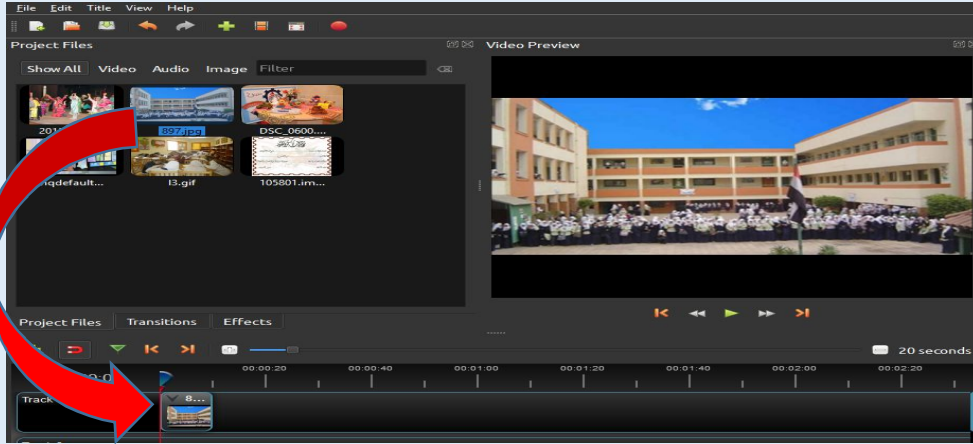 File Edit Title View Help
Project Files
Video Preview
Show All Video Audio Image Filter
897.jpg DSC_0600....
hqdefault... l3.gif 105801.im...
Project Files Transitions Effects
20 seconds
00:00:20 00:00:40 00:01:00 00:01:20 00:01:40 00:02:00 00:02:20
Track
8...